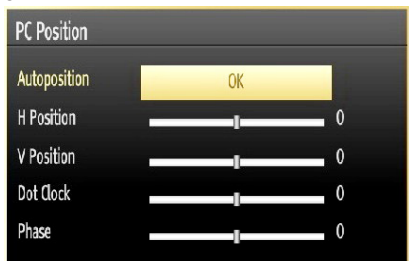 PC Position
Autoposition OK
H Position 0
V Position 0
Dot Clock 0
Phase 0